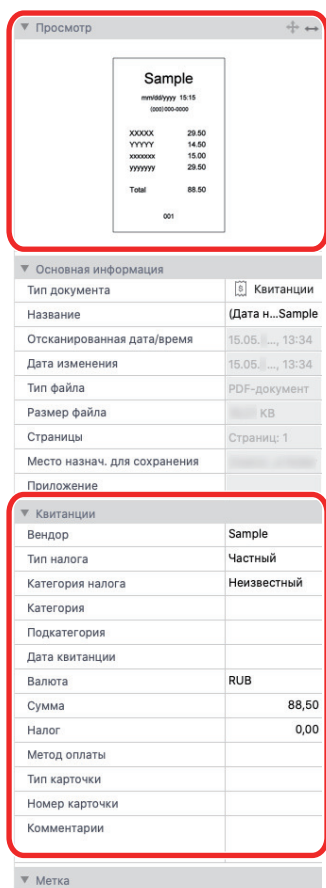 Просмотр
Sample
mm/dd/yyyy 15:15
(000)000-0000
XXXXX 29.50
YYYYY 14.50
xxxxxxx 15.00
yyyyyyy 29.50
Total 88.50
001
Основная информация
Тип документа Квитанции
Название (Дата н...Sample
Отсканированная дата/время 15.05. ..., 13:34
Дата изменения 15.05. ..., 13:34
Тип файла PDF-документ
Размер файла KB
Страницы Страниц: 1
Место назнач. для сохранения
Приложение
Квитанции
Вендор Sample
Тип налога Частный
Категория налога Неизвестный
Категория
Подкатегория
Дата квитанции
Валюта RUB
Сумма 88,50
Налог 0,00
Метод оплаты
Тип карточки
Номер карточки
Комментарии
Метка